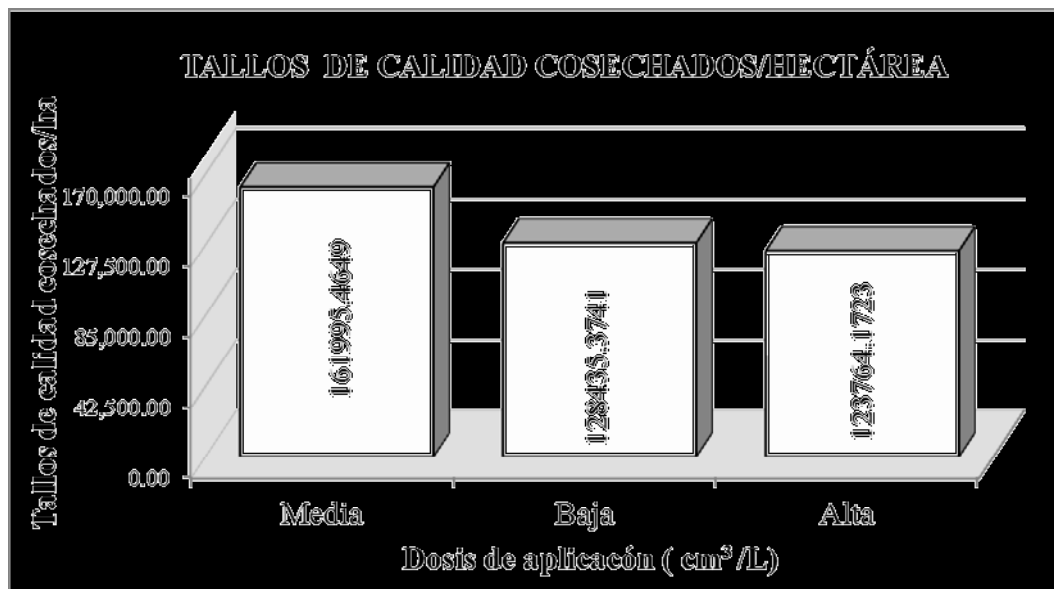 TALLOS DE CALIDAD COSECHADOS/HECTÁREA
Tallos de calidad cosechados/ha
170,000.00
127,500.00
85,000.00
42,500.00
0.00
161995.4649
128435.3741
123764.1723
Media
Baja
Alta
Dosis de aplicacón ( cm³/L)